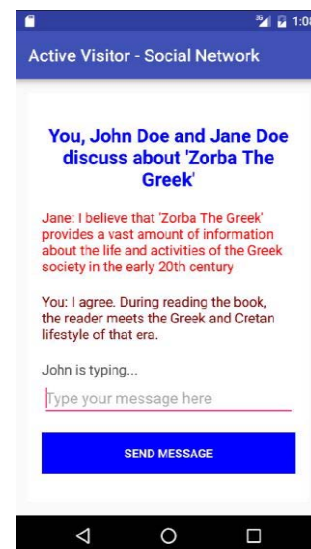 1:08
Active Visitor - Social Network
You, John Doe and Jane Doe
discuss about 'Zorba The
Greek'
Jane: I believe that 'Zorba The Greek'
provides a vast amount of information
about the life and activities of the Greek
society in the early 20th century
You: I agree. During reading the book,
the reader meets the Greek and Cretan
lifestyle of that era.
John is typing...
Type your message here
SEND MESSAGE